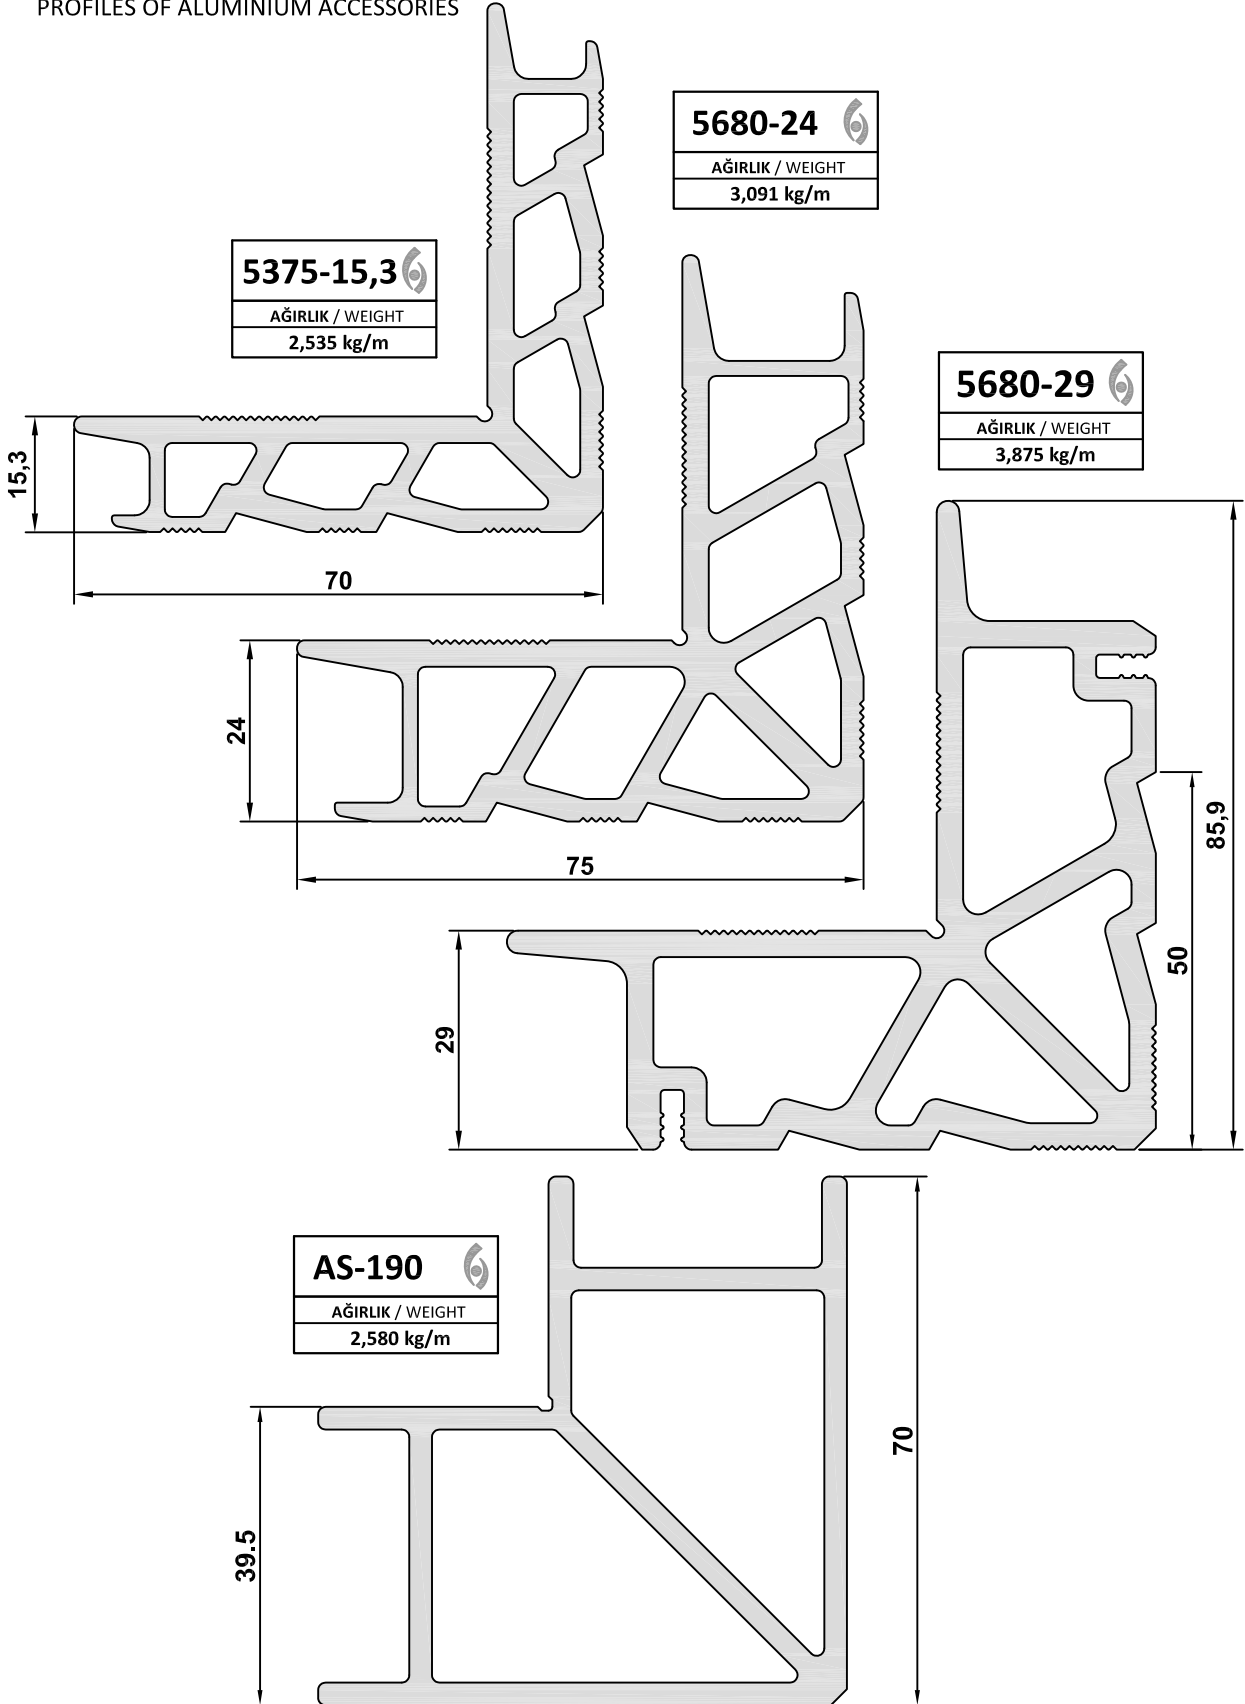 PROFILES OF ALUMINIUM ACCESSORIES
5680-24
AĞIRLIK / WEIGHT
3,091 kg/m
5375-15,3
AĞIRLIK / WEIGHT
2,535 kg/m
5680-29
AĞIRLIK / WEIGHT
3,875 kg/m
15,3
70
24
75
85,9
50
29
AS-190
AĞIRLIK / WEIGHT
2,580 kg/m
70
39.5